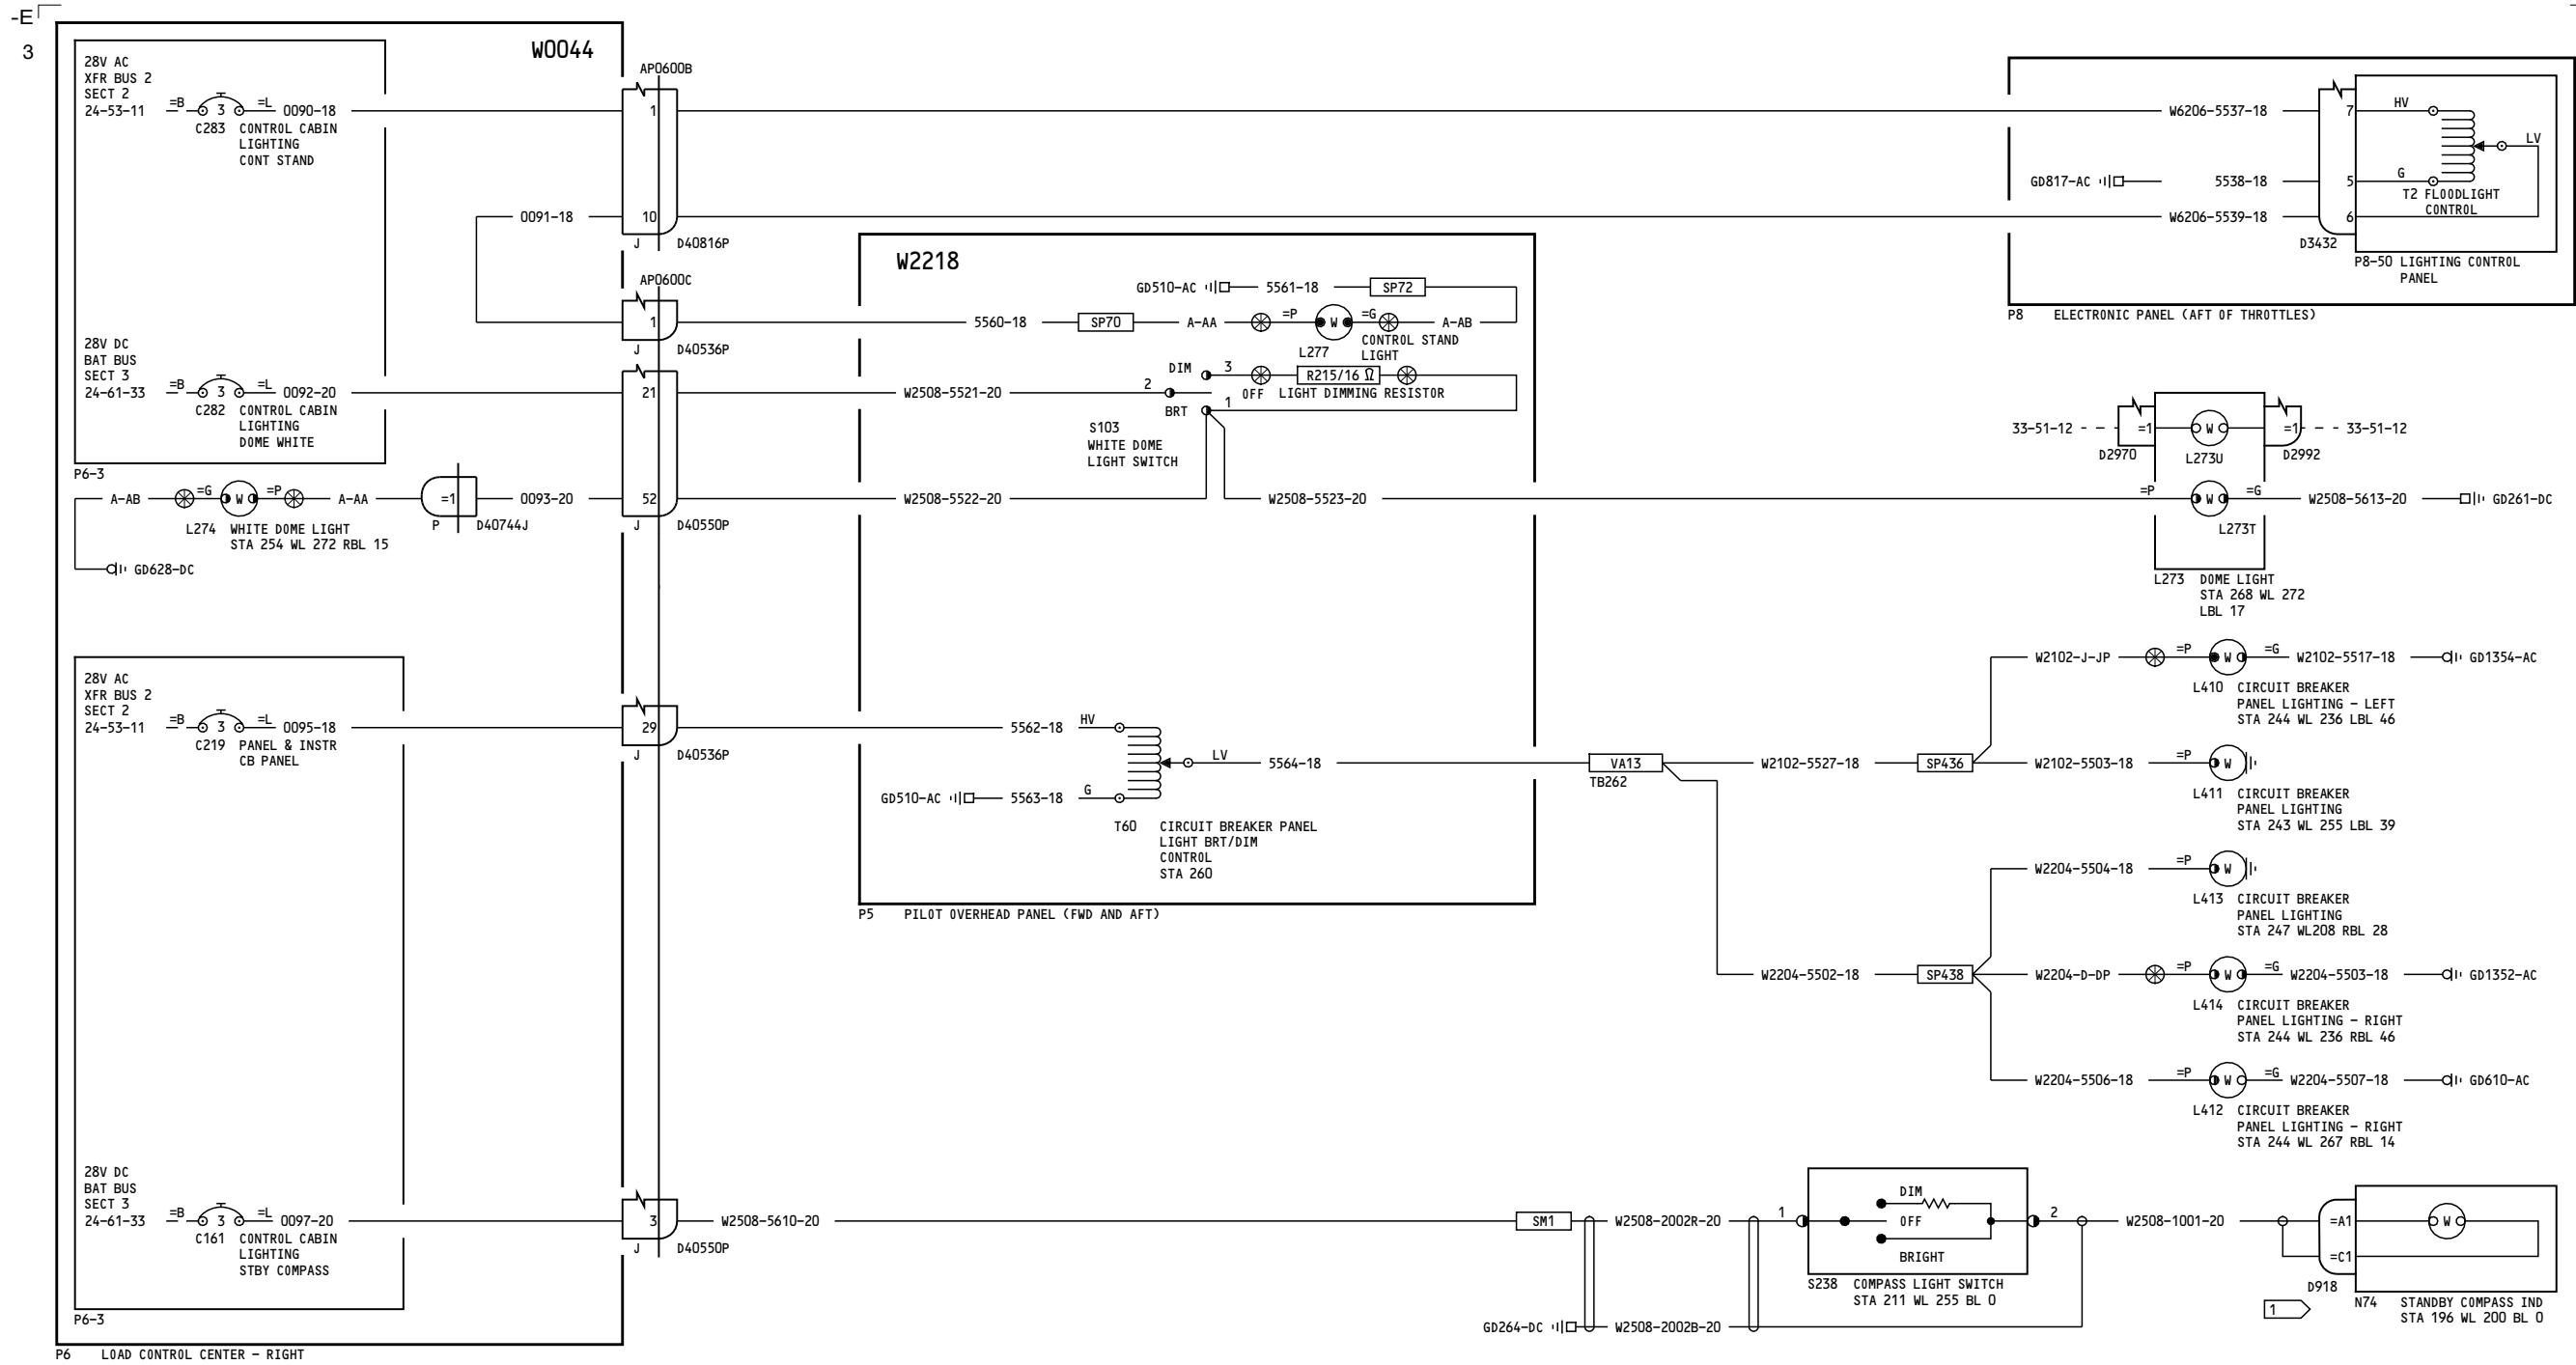 -E
3
W0044
28V AC
XFR BUS 2
SECT 2
24-53-11
=B
3
=L
0090-18
C283
CONTROL CABIN
LIGHTING
CONT STAND
AP0600B
1
0091-18
10
J
D40816P
AP0600C
1
J
D40536P
28V DC
BAT BUS
SECT 3
24-61-33
=B
3
=L
0092-20
C282
CONTROL CABIN
LIGHTING
DOME WHITE
P6-3
21
A-AB
=G
W
=P
A-AA
=1
0093-20
52
L274
WHITE DOME LIGHT
STA 254 WL 272 RBL 15
P
D40744J
J
D40550P
GD628-DC
28V AC
XFR BUS 2
SECT 2
24-53-11
=B
3
=L
0095-18
C219
PANEL & INSTR
CB PANEL
29
J
D40536P
28V DC
BAT BUS
SECT 3
24-61-33
=B
3
=L
0097-20
C161
CONTROL CABIN
LIGHTING
STBY COMPASS
P6-3
3
J
D40550P
P6 LOAD CONTROL CENTER - RIGHT
W2218
GD510-AC
5561-18
SP72
5560-18
SP70
A-AA
=P
W
=G
A-AB
L277
CONTROL STAND
LIGHT
DIM
3
R215/16 Ω
W2508-5521-20
2
OFF
LIGHT DIMMING RESISTOR
BRT
1
S103
WHITE DOME
LIGHT SWITCH
W2508-5522-20
W2508-5523-20
5562-18
HV
LV
5564-18
GD510-AC
5563-18
G
T60
CIRCUIT BREAKER PANEL
LIGHT BRT/DIM
CONTROL
STA 260
P5 PILOT OVERHEAD PANEL (FWD AND AFT)
W6206-5537-18
7
HV
LV
GD817-AC
5538-18
5
G
T2 FLOODLIGHT
CONTROL
W6206-5539-18
6
D3432
P8-50 LIGHTING CONTROL
PANEL
P8 ELECTRONIC PANEL (AFT OF THROTTLES)
33-51-12
=1
W
=1
33-51-12
D2970
L273U
D2992
=P
W
=G
W2508-5613-20
GD261-DC
L273T
L273
DOME LIGHT
STA 268 WL 272
LBL 17
W2102-J-JP
=P
W
=G
W2102-5517-18
GD1354-AC
L410
CIRCUIT BREAKER
PANEL LIGHTING - LEFT
STA 244 WL 236 LBL 46
VA13
TB262
W2102-5527-18
SP436
W2102-5503-18
=P
W
L411
CIRCUIT BREAKER
PANEL LIGHTING
STA 243 WL 255 LBL 39
W2204-5504-18
=P
W
L413
CIRCUIT BREAKER
PANEL LIGHTING
STA 247 WL208 RBL 28
W2204-5502-18
SP438
W2204-D-DP
=P
W
=G
W2204-5503-18
GD1352-AC
L414
CIRCUIT BREAKER
PANEL LIGHTING - RIGHT
STA 244 WL 236 RBL 46
W2204-5506-18
=P
W
=G
W2204-5507-18
GD610-AC
L412
CIRCUIT BREAKER
PANEL LIGHTING - RIGHT
STA 244 WL 267 RBL 14
W2508-5610-20
SM1
W2508-2002R-20
1
DIM
OFF
BRIGHT
2
W2508-1001-20
=A1
W
=C1
S238
COMPASS LIGHT SWITCH
STA 211 WL 255 BL 0
D918
1
N74
STANDBY COMPASS IND
STA 196 WL 200 BL 0
GD264-DC
W2508-2002B-20